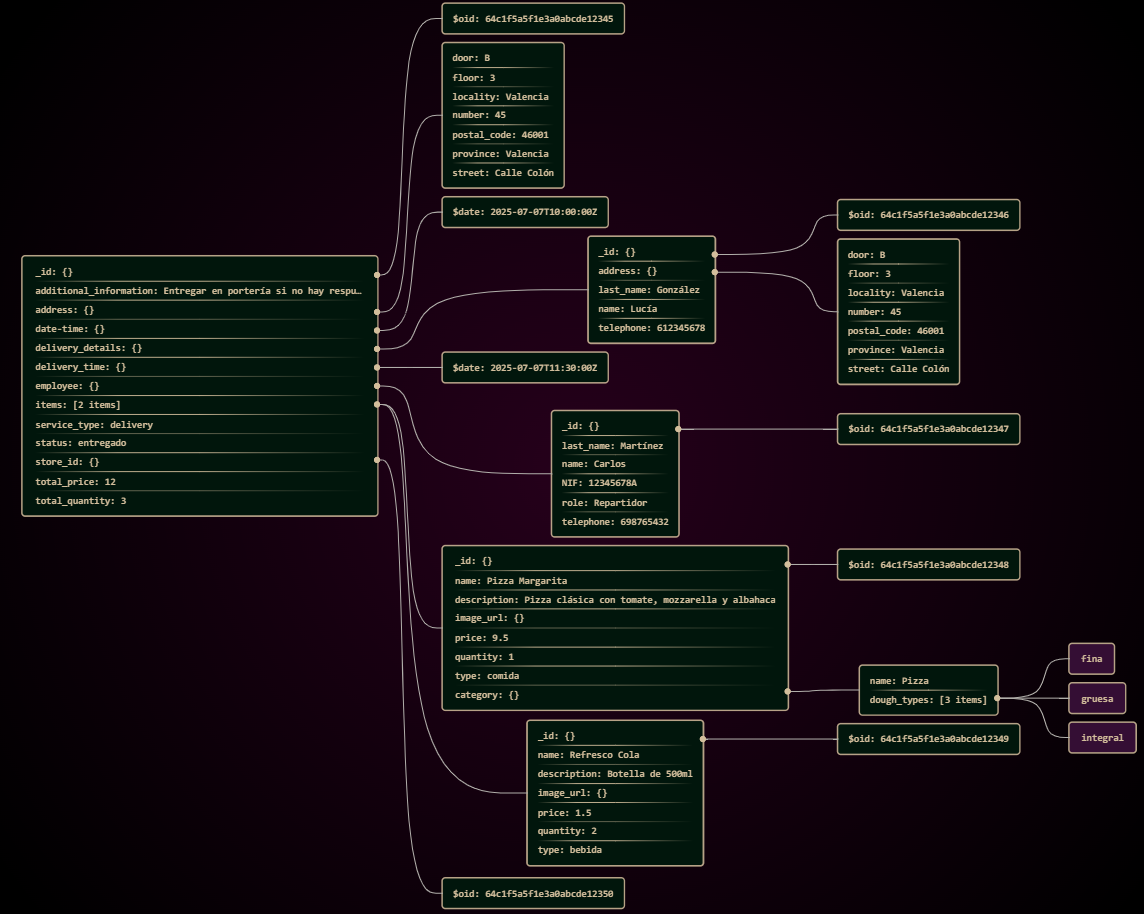 $oid: 64c1f5a5f1e3a0abcde12345
door: B
floor: 3
locality: Valencia
number: 45
postal_code: 46001
province: Valencia
street: Calle Colón
$date: 2025-07-07T10:00:00Z
_id: {}
additional_information: Entregar en portería si no hay respu…
address: {}
date-time: {}
delivery_details: {}
delivery_time: {}
employee: {}
items: [2 items]
service_type: delivery
status: entregado
store_id: {}
total_price: 12
total_quantity: 3
_id: {}
address: {}
last_name: González
name: Lucía
telephone: 612345678
$oid: 64c1f5a5f1e3a0abcde12346
door: B
floor: 3
locality: Valencia
number: 45
postal_code: 46001
province: Valencia
street: Calle Colón
$date: 2025-07-07T11:30:00Z
_id: {}
last_name: Martínez
name: Carlos
NIF: 12345678A
role: Repartidor
telephone: 698765432
$oid: 64c1f5a5f1e3a0abcde12347
_id: {}
name: Pizza Margarita
description: Pizza clásica con tomate, mozzarella y albahaca
image_url: {}
price: 9.5
quantity: 1
type: comida
category: {}
$oid: 64c1f5a5f1e3a0abcde12348
name: Pizza
dough_types: [3 items]
fina
gruesa
integral
_id: {}
name: Refresco Cola
description: Botella de 500ml
image_url: {}
price: 1.5
quantity: 2
type: bebida
$oid: 64c1f5a5f1e3a0abcde12349
$oid: 64c1f5a5f1e3a0abcde12350